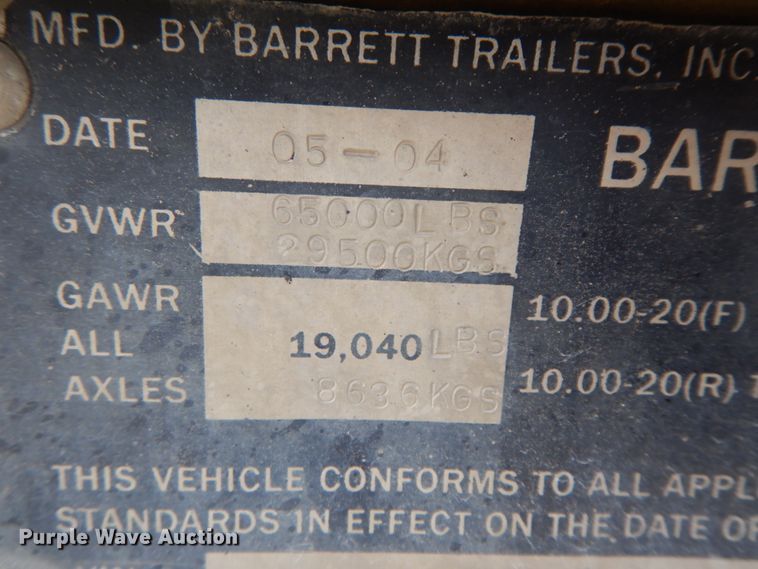 MFD. BY BARRETT TRAILERS, INC.
DATE 05-04
BAR
GVWR 65000LBS
29500KGS
GAWR 10.00-20(F)
ALL 19,040 LBS
AXLES 8636KGS 10.00-20(R)
THIS VEHICLE CONFORMS TO ALL APPL
STANDARDS IN EFFECT ON THE DATE OF
Purple Wave Auction